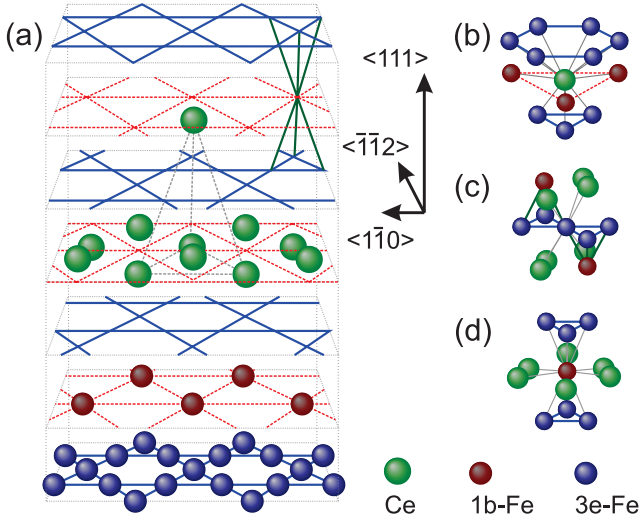 (a)
(b)
<111>
<1̅1̅2>
(c)
<11̅0>
(d)
Ce
1b-Fe
3e-Fe